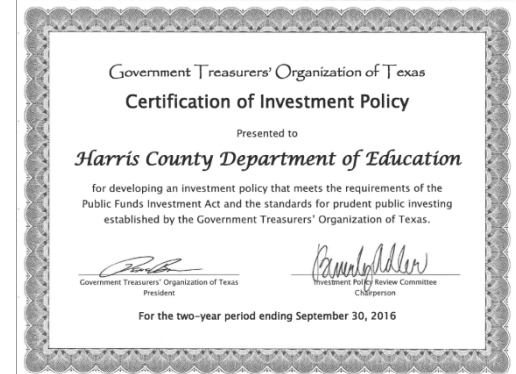 Government Treasurers' Organization of Texas
Certification of Investment Policy
Presented to
Harris County Department of Education
for developing an investment policy that meets the requirements of the
Public Funds Investment Act and the standards for prudent public investing
established by the Government Treasurers' Organization of Texas.
Beverly Adler
Government Treasurers' Organization of Texas
President
Investment Policy Review Committee
Chairperson
For the two-year period ending September 30, 2016